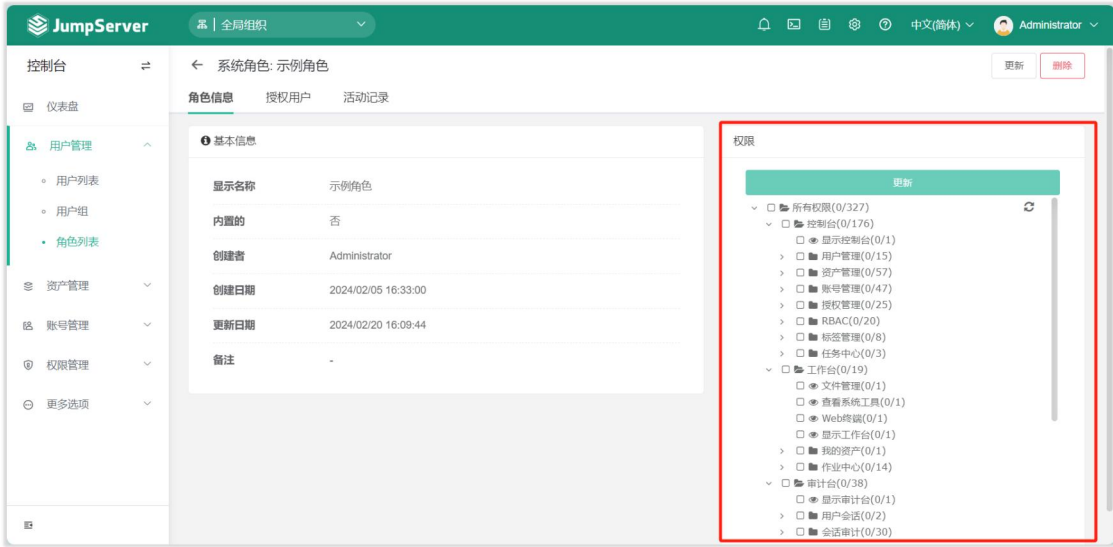 JumpServer
全局组织
中文(简体)
Administrator
控制台
仪表盘
用户管理
用户列表
用户组
角色列表
资产管理
账号管理
权限管理
更多选项
系统角色: 示例角色
更新
删除
角色信息
授权用户
活动记录
基本信息
显示名称 示例角色
内置的 否
创建者 Administrator
创建日期 2024/02/05 16:33:00
更新日期 2024/02/20 16:09:44
备注 -
权限
更新
所有权限(0/327)
控制台(0/176)
显示控制台(0/1)
用户管理(0/15)
资产管理(0/57)
账号管理(0/47)
授权管理(0/25)
RBAC(0/20)
标签管理(0/8)
任务中心(0/3)
工作台(0/19)
文件管理(0/1)
查看系统工具(0/1)
Web终端(0/1)
显示工作台(0/1)
我的资产(0/1)
作业中心(0/14)
审计台(0/38)
显示审计台(0/1)
用户会话(0/2)
会话审计(0/30)